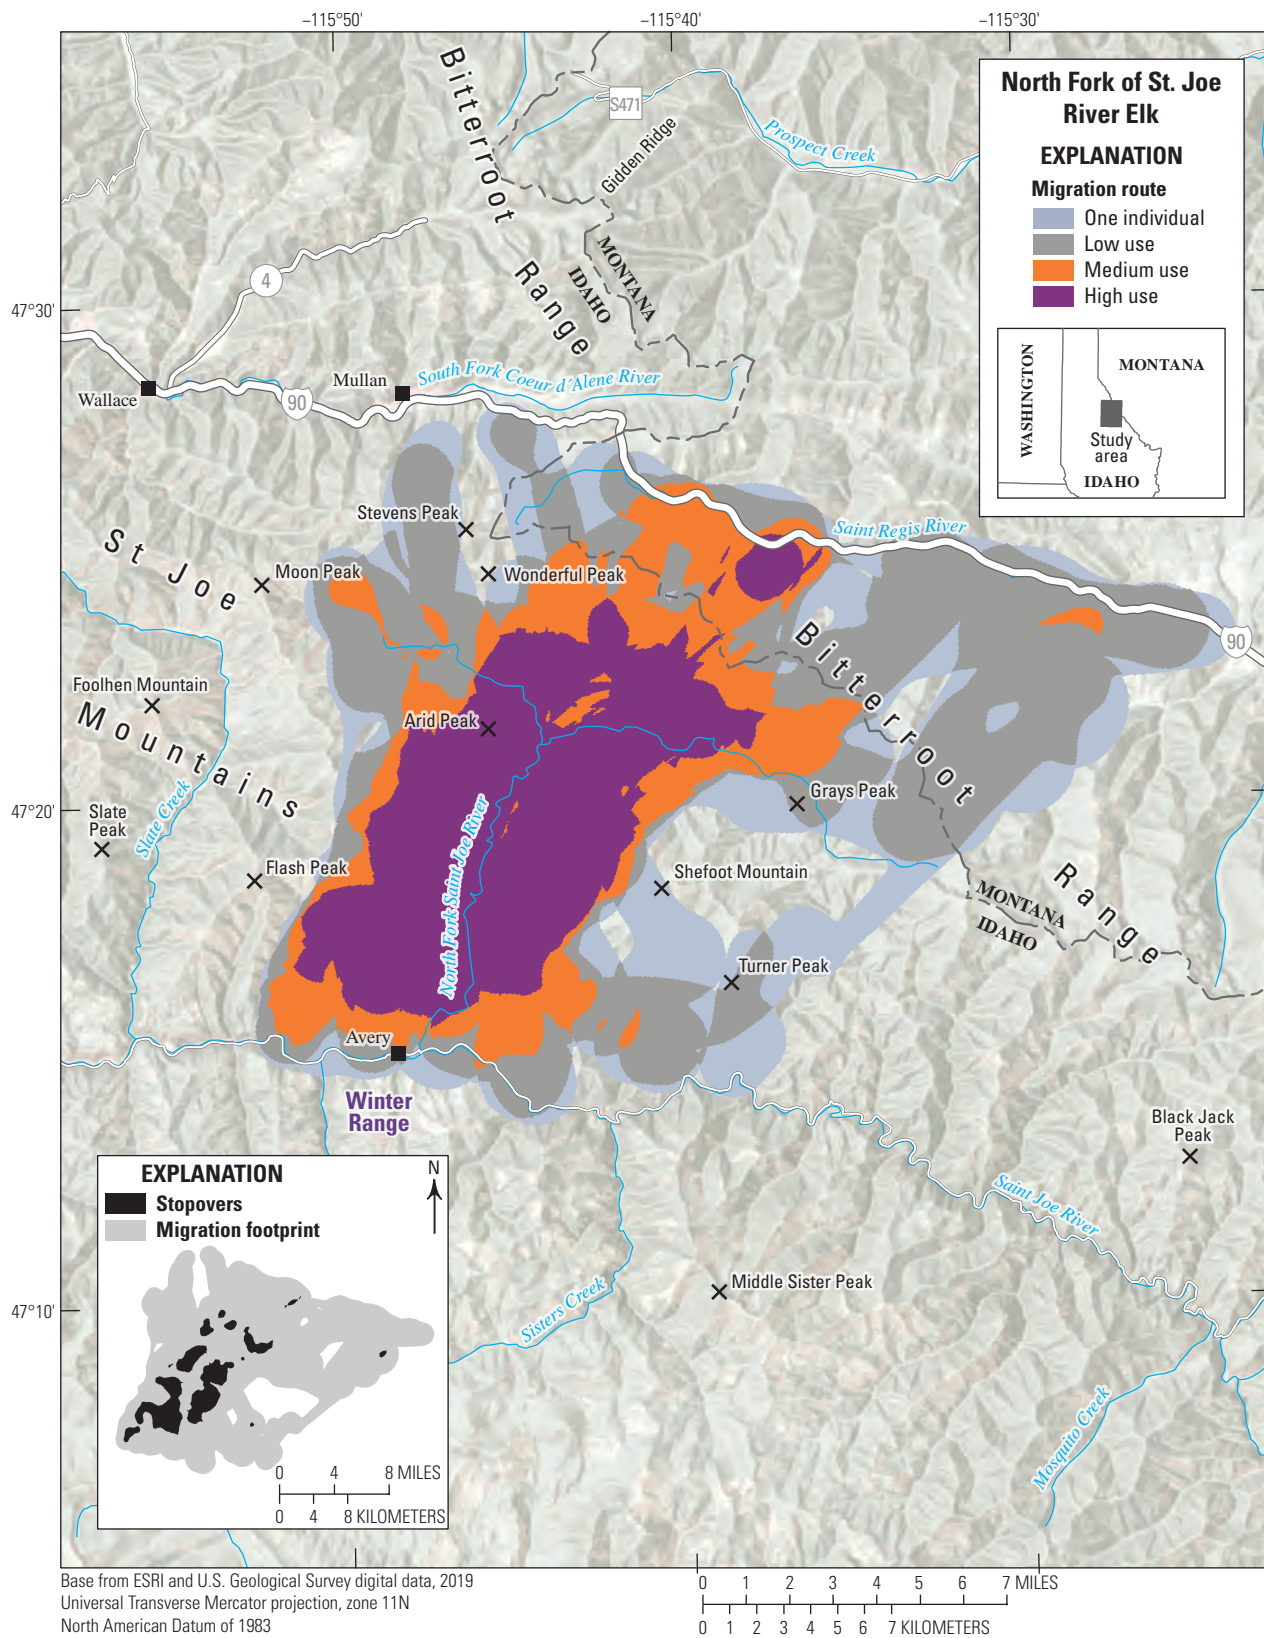 −115°50'
−115°40'
−115°30'
47°30'
47°20'
47°10'
North Fork of St. Joe
River Elk
EXPLANATION
Migration route
One individual
Low use
Medium use
High use
WASHINGTON
MONTANA
Study
area
IDAHO
Bitterroot
Range
S471
Gidden Ridge
Prospect Creek
MONTANA
IDAHO
4
Wallace
Mullan
90
South Fork Coeur d'Alene River
Stevens Peak
Saint Regis River
St Joe
Mountains
Moon Peak
Wonderful Peak
90
Bitterroot
Range
Foolhen Mountain
Arid Peak
Slate
Peak
Slate Creek
Grays Peak
Flash Peak
North Fork Saint Joe River
Shefoot Mountain
MONTANA
IDAHO
Turner Peak
Avery
Winter
Range
Black Jack
Peak
Saint Joe River
Sisters Creek
Middle Sister Peak
Mosquito Creek
EXPLANATION
Stopovers
Migration footprint
N
0 4 8 MILES
0 4 8 KILOMETERS
Base from ESRI and U.S. Geological Survey digital data, 2019
Universal Transverse Mercator projection, zone 11N
North American Datum of 1983
0 1 2 3 4 5 6 7 MILES
0 1 2 3 4 5 6 7 KILOMETERS